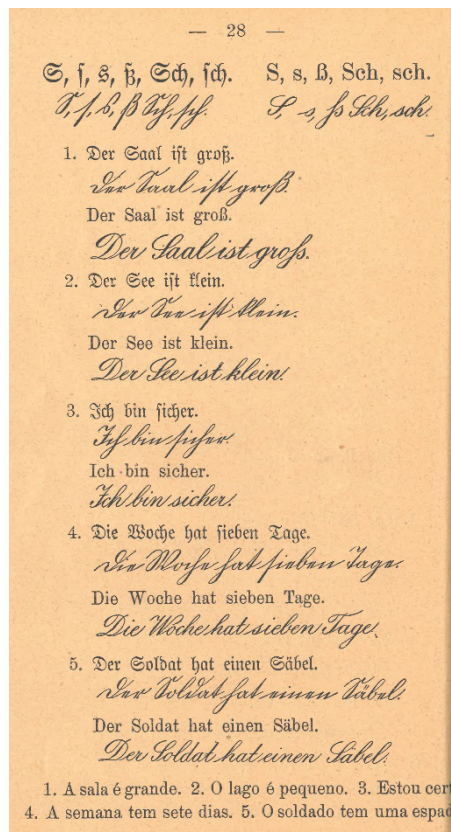 — 28 —
S, ſ, s, ß, Sch, ſch. S, s, ß, Sch, sch.
S, ſ, s, ß Sch, ſch. S, s, ß Sch, sch.
1. Der Saal iſt groß.
Der Saal iſt groß.
Der Saal ist groß.
Der Saal ist groß.
2. Der See iſt klein.
Der See iſt klein.
Der See ist klein.
Der See ist klein.
3. Ich bin ſicher.
Ich bin ſicher.
Ich bin sicher.
Ich bin sicher.
4. Die Woche hat ſieben Tage.
Die Woche hat ſieben Tage.
Die Woche hat sieben Tage.
Die Woche hat sieben Tage.
5. Der Soldat hat einen Säbel.
Der Soldat hat einen Säbel.
Der Soldat hat einen Säbel.
Der Soldat hat einen Säbel.
1. A sala é grande. 2. O lago é pequeno. 3. Estou
4. A semana tem sete dias. 5. O soldado tem uma